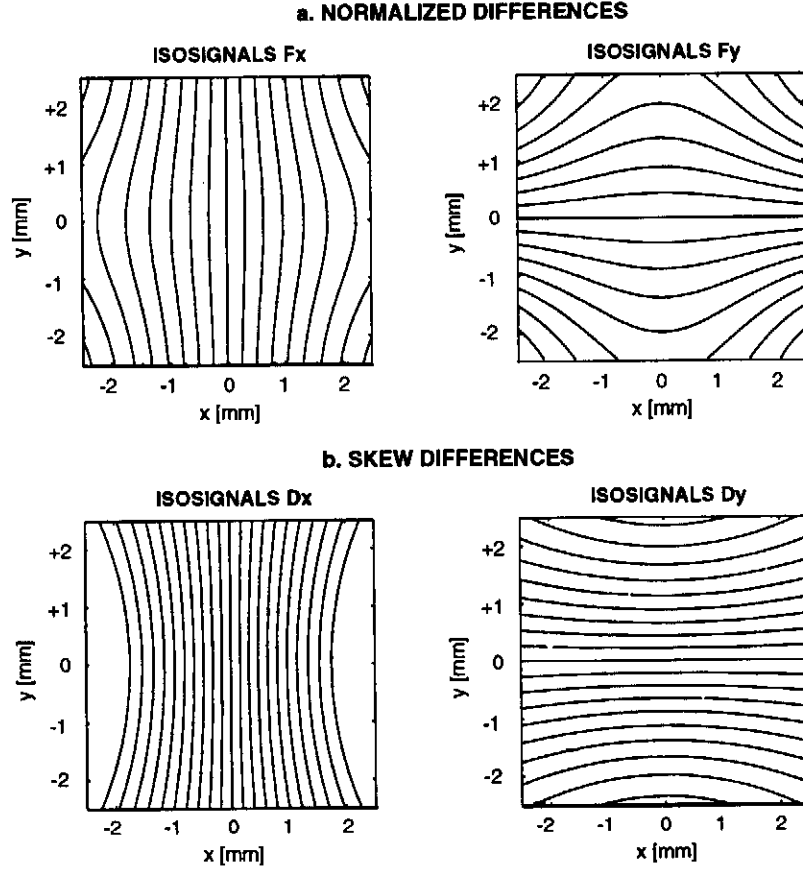 a. NORMALIZED DIFFERENCES
ISOSIGNALS Fx
ISOSIGNALS Fy
+2
+1
0
-1
-2
y [mm]
-2 -1 0 1 2
x [mm]
+2
+1
0
-1
-2
y [mm]
-2 -1 0 1 2
x [mm]
b. SKEW DIFFERENCES
ISOSIGNALS Dx
ISOSIGNALS Dy
+2
+1
0
-1
-2
y [mm]
-2 -1 0 1 2
x [mm]
+2
+1
0
-1
-2
y [mm]
-2 -1 0 1 2
x [mm]